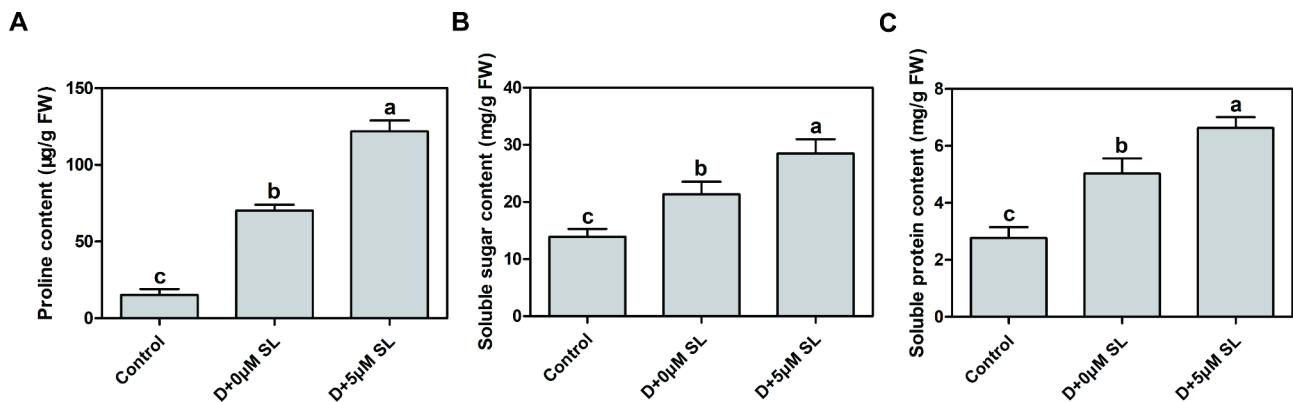 A
Proline content (µg/g FW)
150
100
50
0
c
b
a
Control
D+0µM SL
D+5µM SL
B
Soluble sugar content (mg/g FW)
40
30
20
10
0
c
b
a
Control
D+0µM SL
D+5µM SL
C
Soluble protein content (mg/g FW)
8
6
4
2
0
c
b
a
Control
D+0µM SL
D+5µM SL